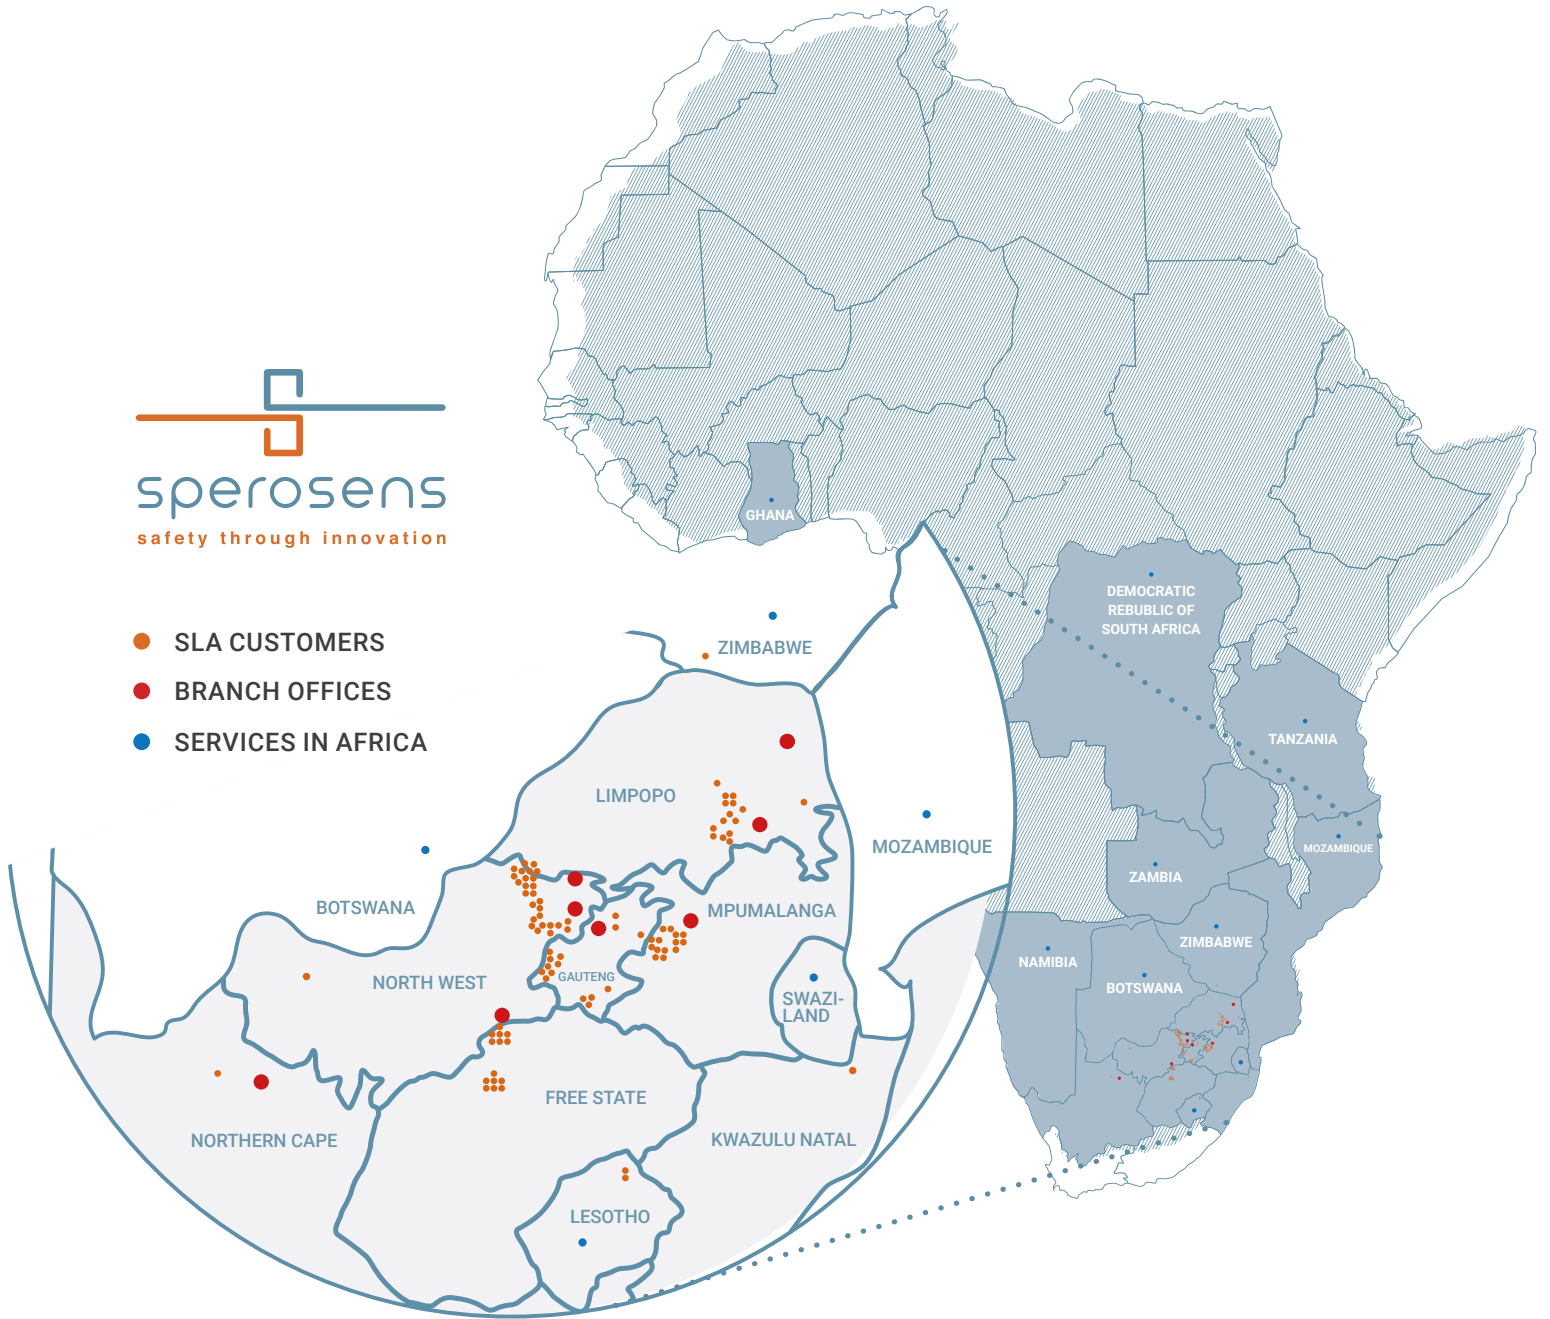 sperosens
safety through innovation
SLA CUSTOMERS
BRANCH OFFICES
SERVICES IN AFRICA
GHANA
DEMOCRATIC
REPUBLIC OF
SOUTH AFRICA
TANZANIA
MOZAMBIQUE
ZAMBIA
ZIMBABWE
NAMIBIA
BOTSWANA
ZIMBABWE
LIMPOPO
MOZAMBIQUE
BOTSWANA
MPUMALANGA
NORTH WEST
GAUTENG
SWAZI-
LAND
FREE STATE
NORTHERN CAPE
KWAZULU NATAL
LESOTHO